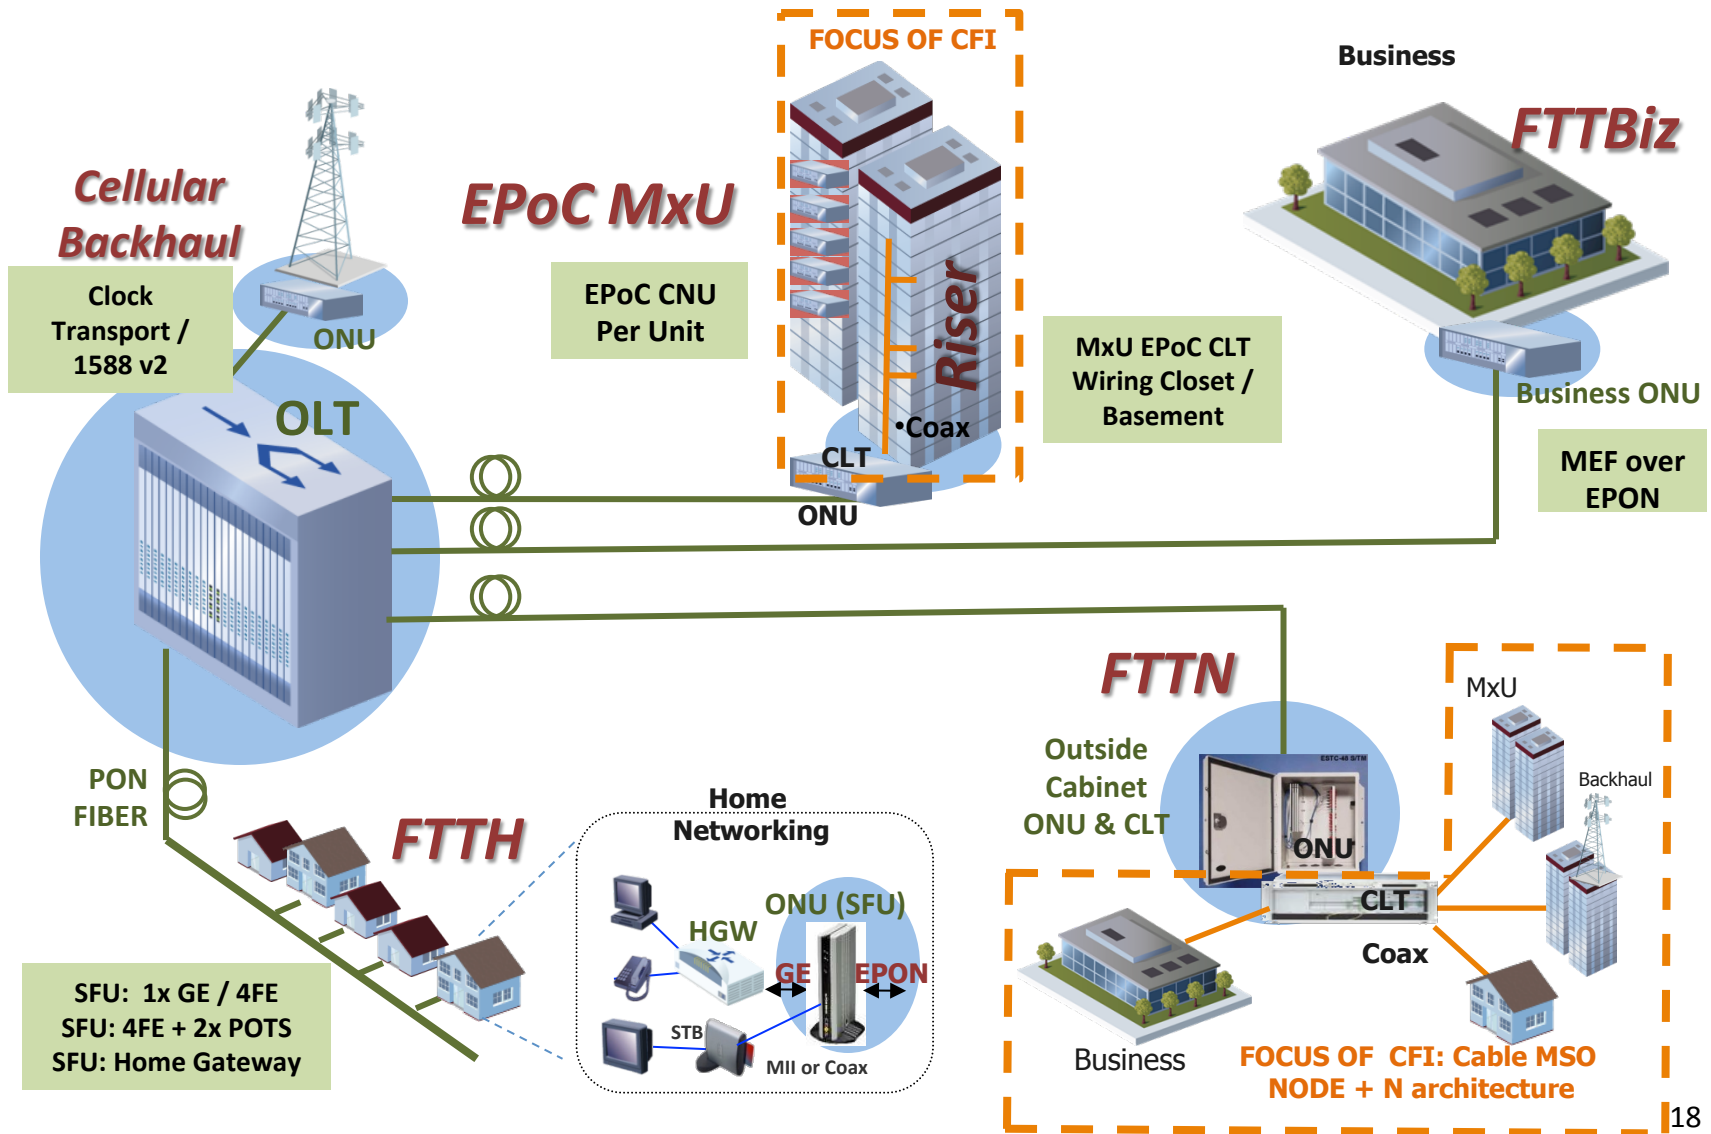 FOCUS OF CFI
Business
FTTBiz
Cellular
Backhaul
EPoC MxU
Clock
Transport /
1588 v2
ONU
EPoC CNU
Per Unit
Riser
MxU EPoC CLT
Wiring Closet /
Basement
•Coax
CLT
ONU
Business ONU
MEF over
EPON
OLT
FTTN
MxU
Backhaul
Outside
Cabinet
ONU & CLT
ESTC-48 S/TM
ONU
CLT
Coax
Business
FOCUS OF  CFI: Cable MSO
NODE + N architecture
PON
FIBER
FTTH
Home
Networking
ONU (SFU)
HGW
GE
EPON
STB
MII or Coax
SFU:  1x GE / 4FE
SFU: 4FE + 2x POTS
SFU: Home Gateway
18